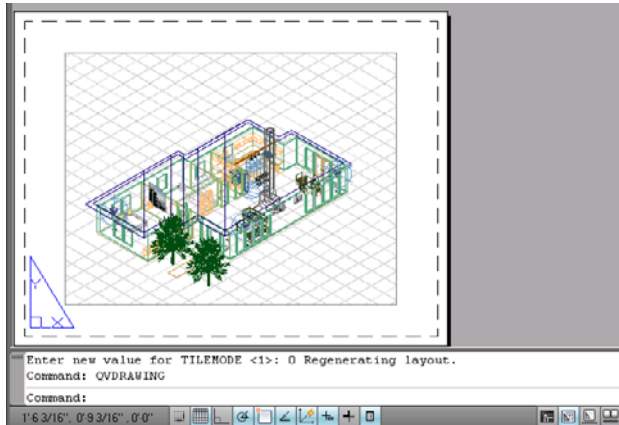 Y
X
Enter new value for TILEMODE <1>: 0 Regenerating layout.
Command: QVDRAWING
Command:
1'6 3/16", 0'9 3/16", 0'0"